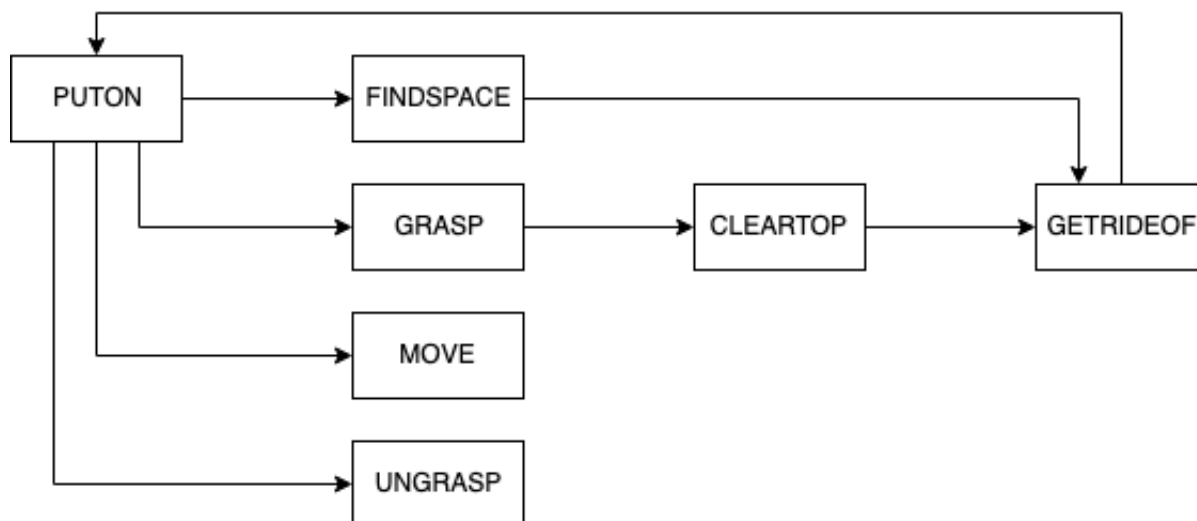 PUTON
FINDSPACE
GRASP
CLEARTOP
GETRIDEOF
MOVE
UNGRASP